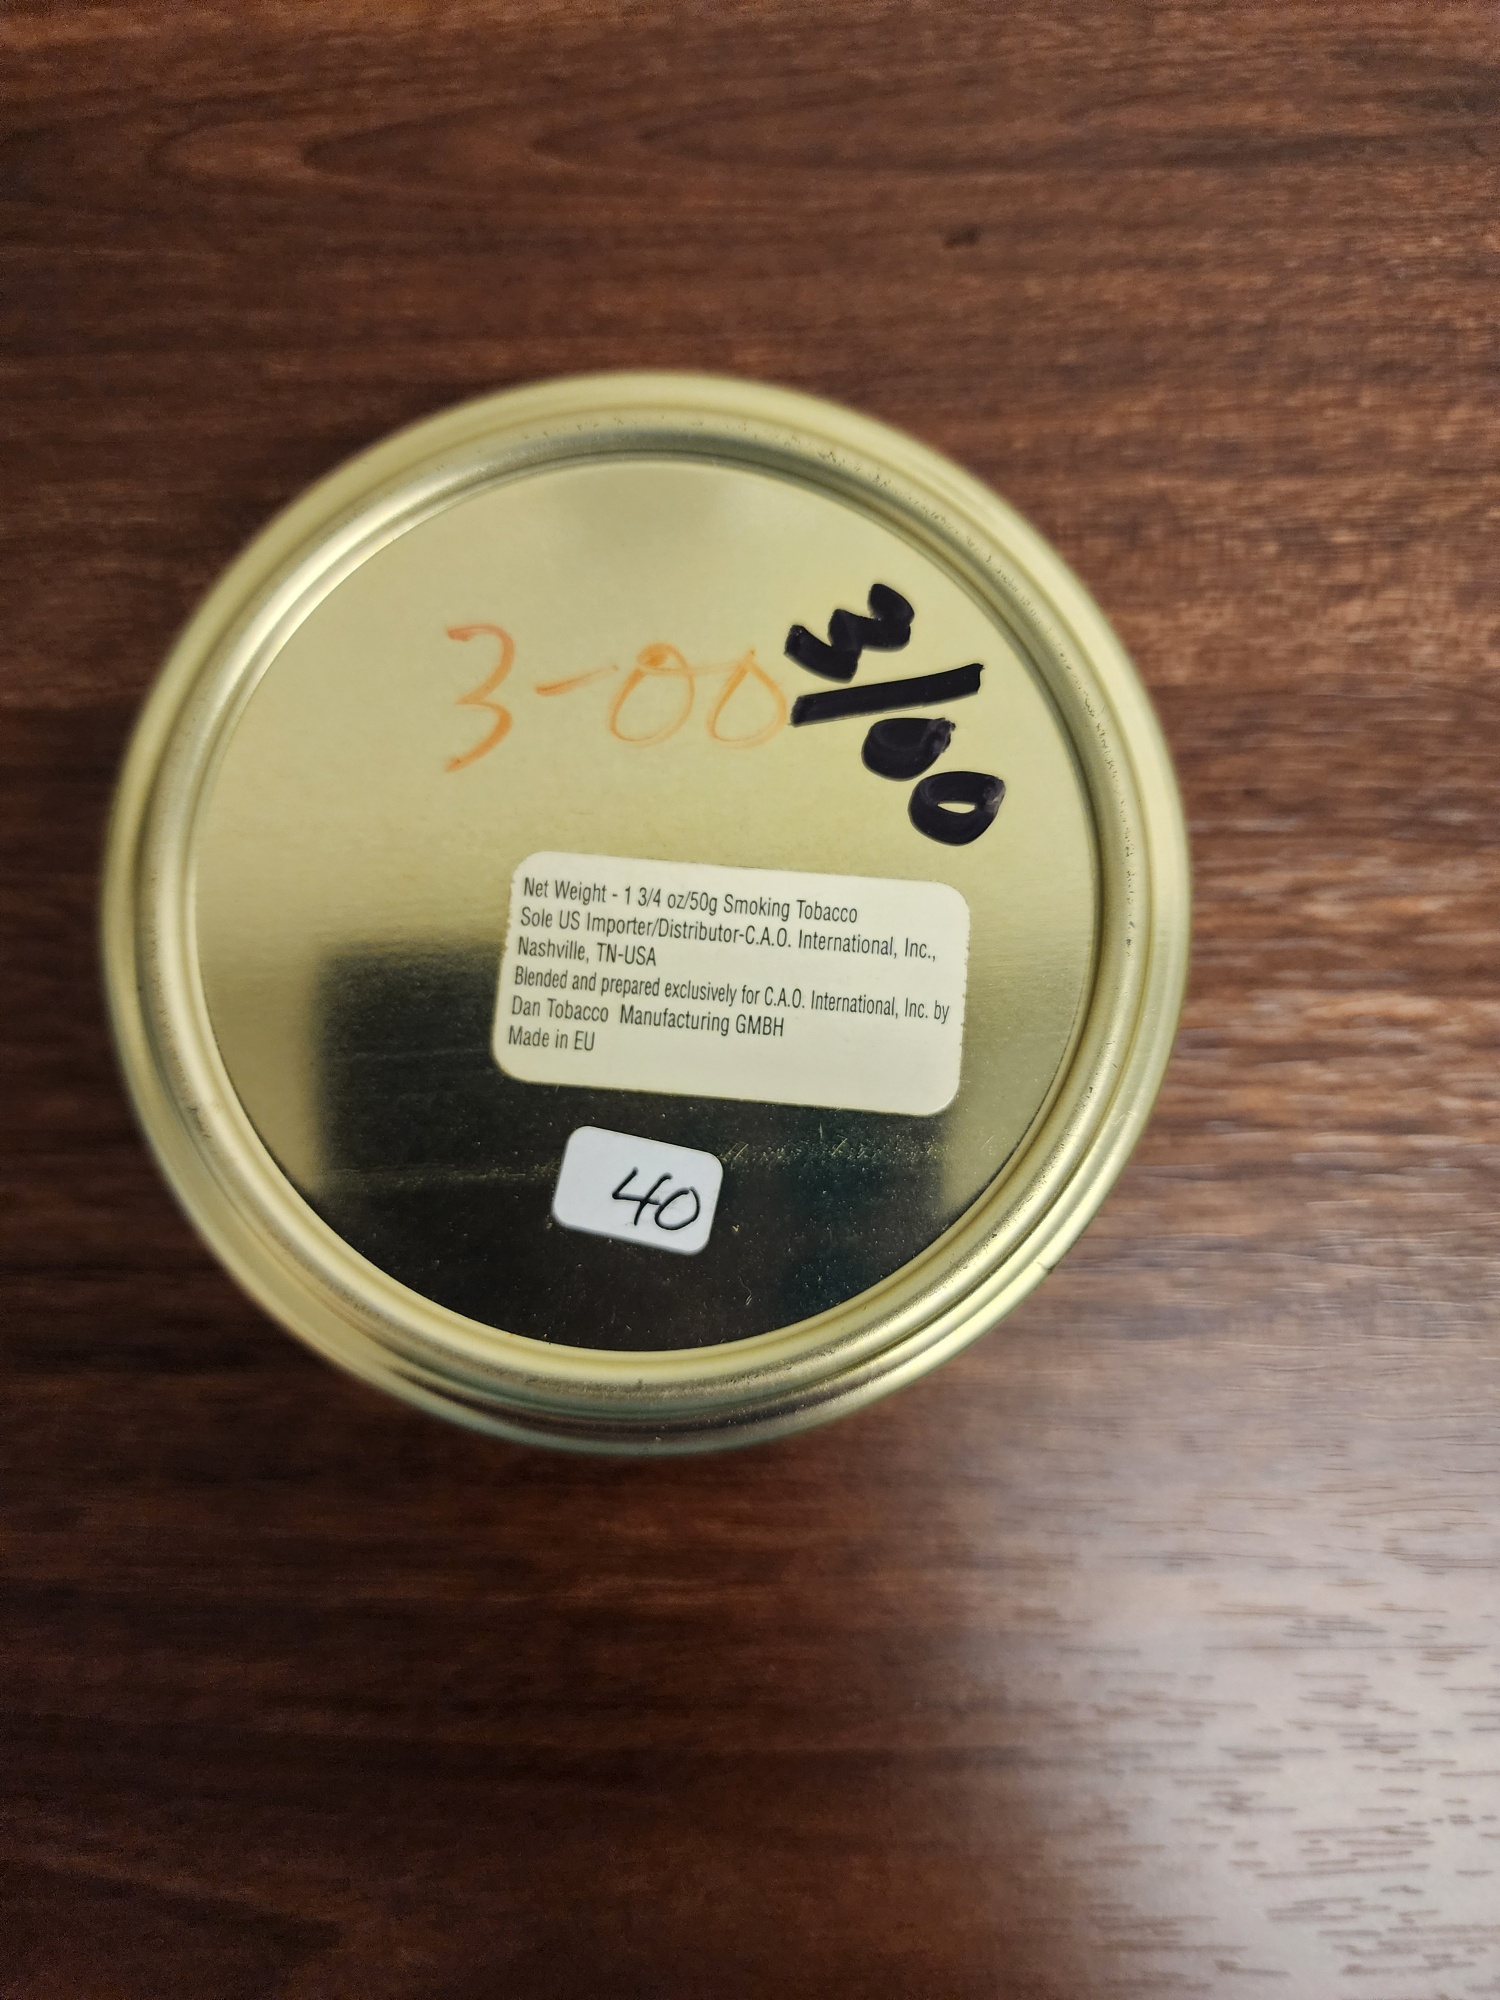 3-00
3/00
Net Weight - 1 3/4 oz/50g Smoking Tobacco
Sole US Importer/Distributor-C.A.O. International, Inc.,
Nashville, TN-USA
Blended and prepared exclusively for C.A.O. International, Inc. by
Dan Tobacco Manufacturing GMBH
Made in EU
40